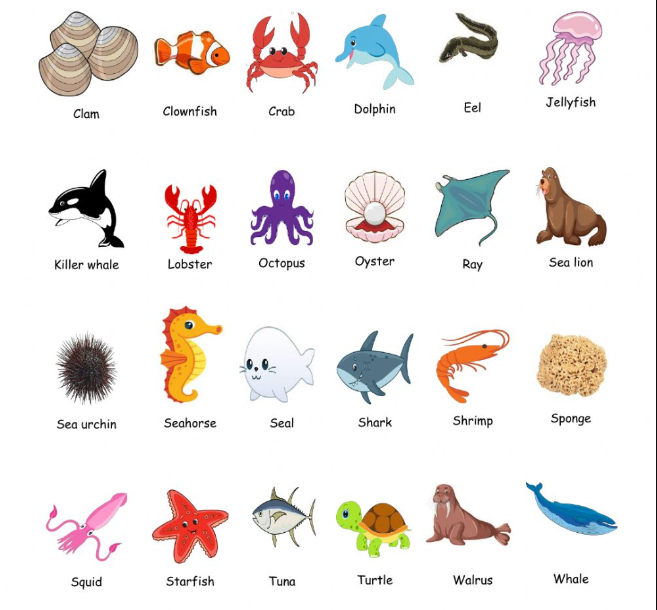 Clam
Clownfish
Crab
Dolphin
Eel
Jellyfish
Killer whale
Lobster
Octopus
Oyster
Ray
Sea lion
Sea urchin
Seahorse
Seal
Shark
Shrimp
Sponge
Squid
Starfish
Tuna
Turtle
Walrus
Whale